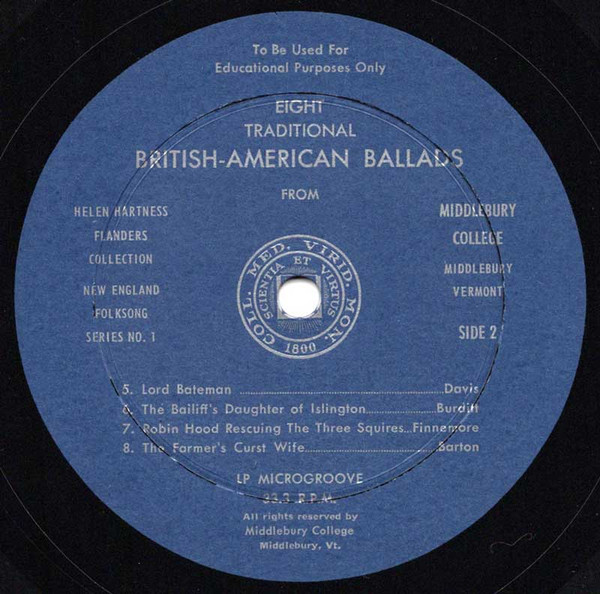 To Be Used For
Educational Purposes Only
EIGHT
TRADITIONAL
BRITISH-AMERICAN BALLADS
FROM
HELEN HARTNESS
FLANDERS
COLLECTION
NEW ENGLAND
FOLKSONG
SERIES NO. 1
MIDDLEBURY
COLLEGE
MIDDLEBURY
VERMONT
SIDE 2
COLL. MED. VIRID. MON.
SCIENTIA ET VIRTUS
1800
5. Lord Bateman ........ Davis
6. The Bailiff's Daughter of Islington ........ Burditt
7. Robin Hood Rescuing The Three Squires ... Finnemore
8. The Farmer's Curst Wife ........ Barton
LP MICROGROOVE
33.3 R.P.M.
All rights reserved by
Middlebury College
Middlebury, Vt.